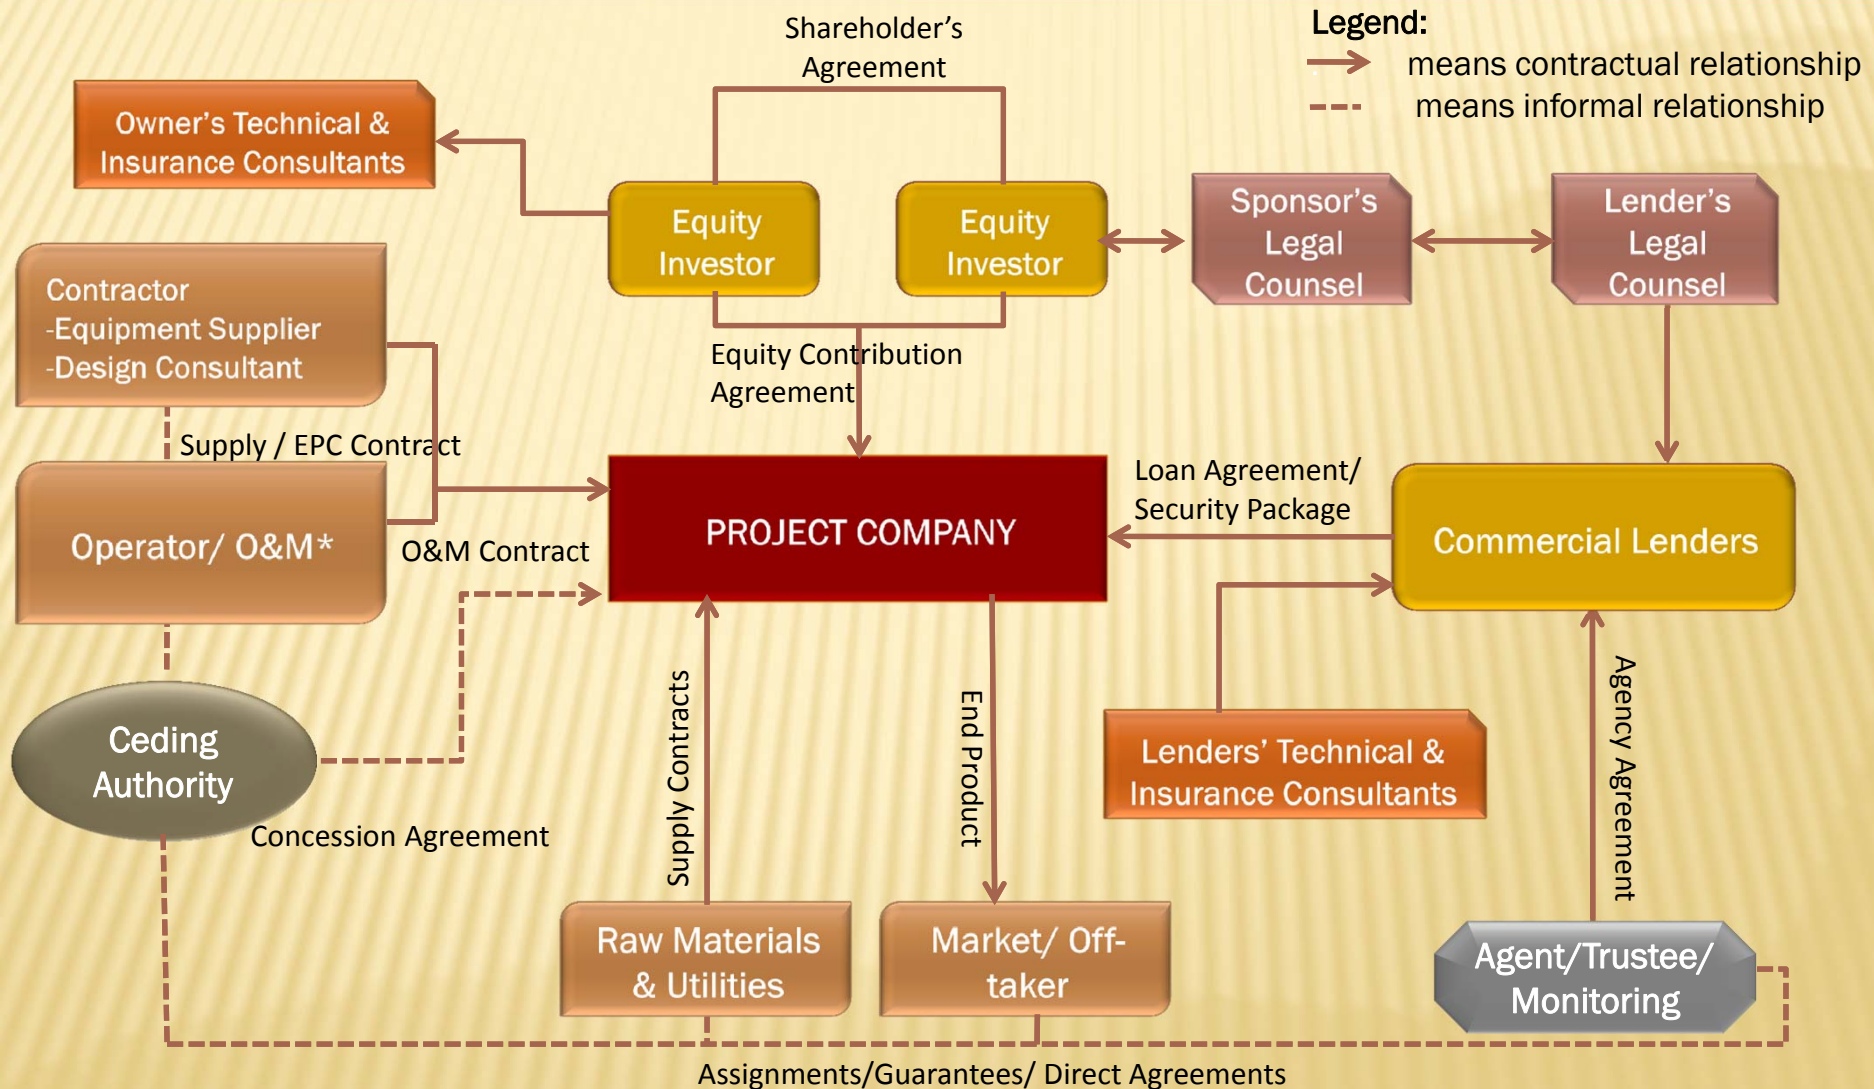 Shareholder's
Agreement
Legend:
means contractual relationship
means informal relationship
Owner's Technical &
Insurance Consultants
Equity
Investor
Equity
Investor
Sponsor's
Legal
Counsel
Lender's
Legal
Counsel
Contractor
-Equipment Supplier
-Design Consultant
Equity Contribution
Agreement
Supply / EPC Contract
Operator/ O&M*
O&M Contract
PROJECT COMPANY
Loan Agreement/
Security Package
Commercial Lenders
Ceding
Authority
Concession Agreement
Supply Contracts
End Product
Lenders' Technical &
Insurance Consultants
Agency Agreement
Raw Materials
& Utilities
Market/ Off-
taker
Agent/Trustee/
Monitoring
Assignments/Guarantees/ Direct Agreements